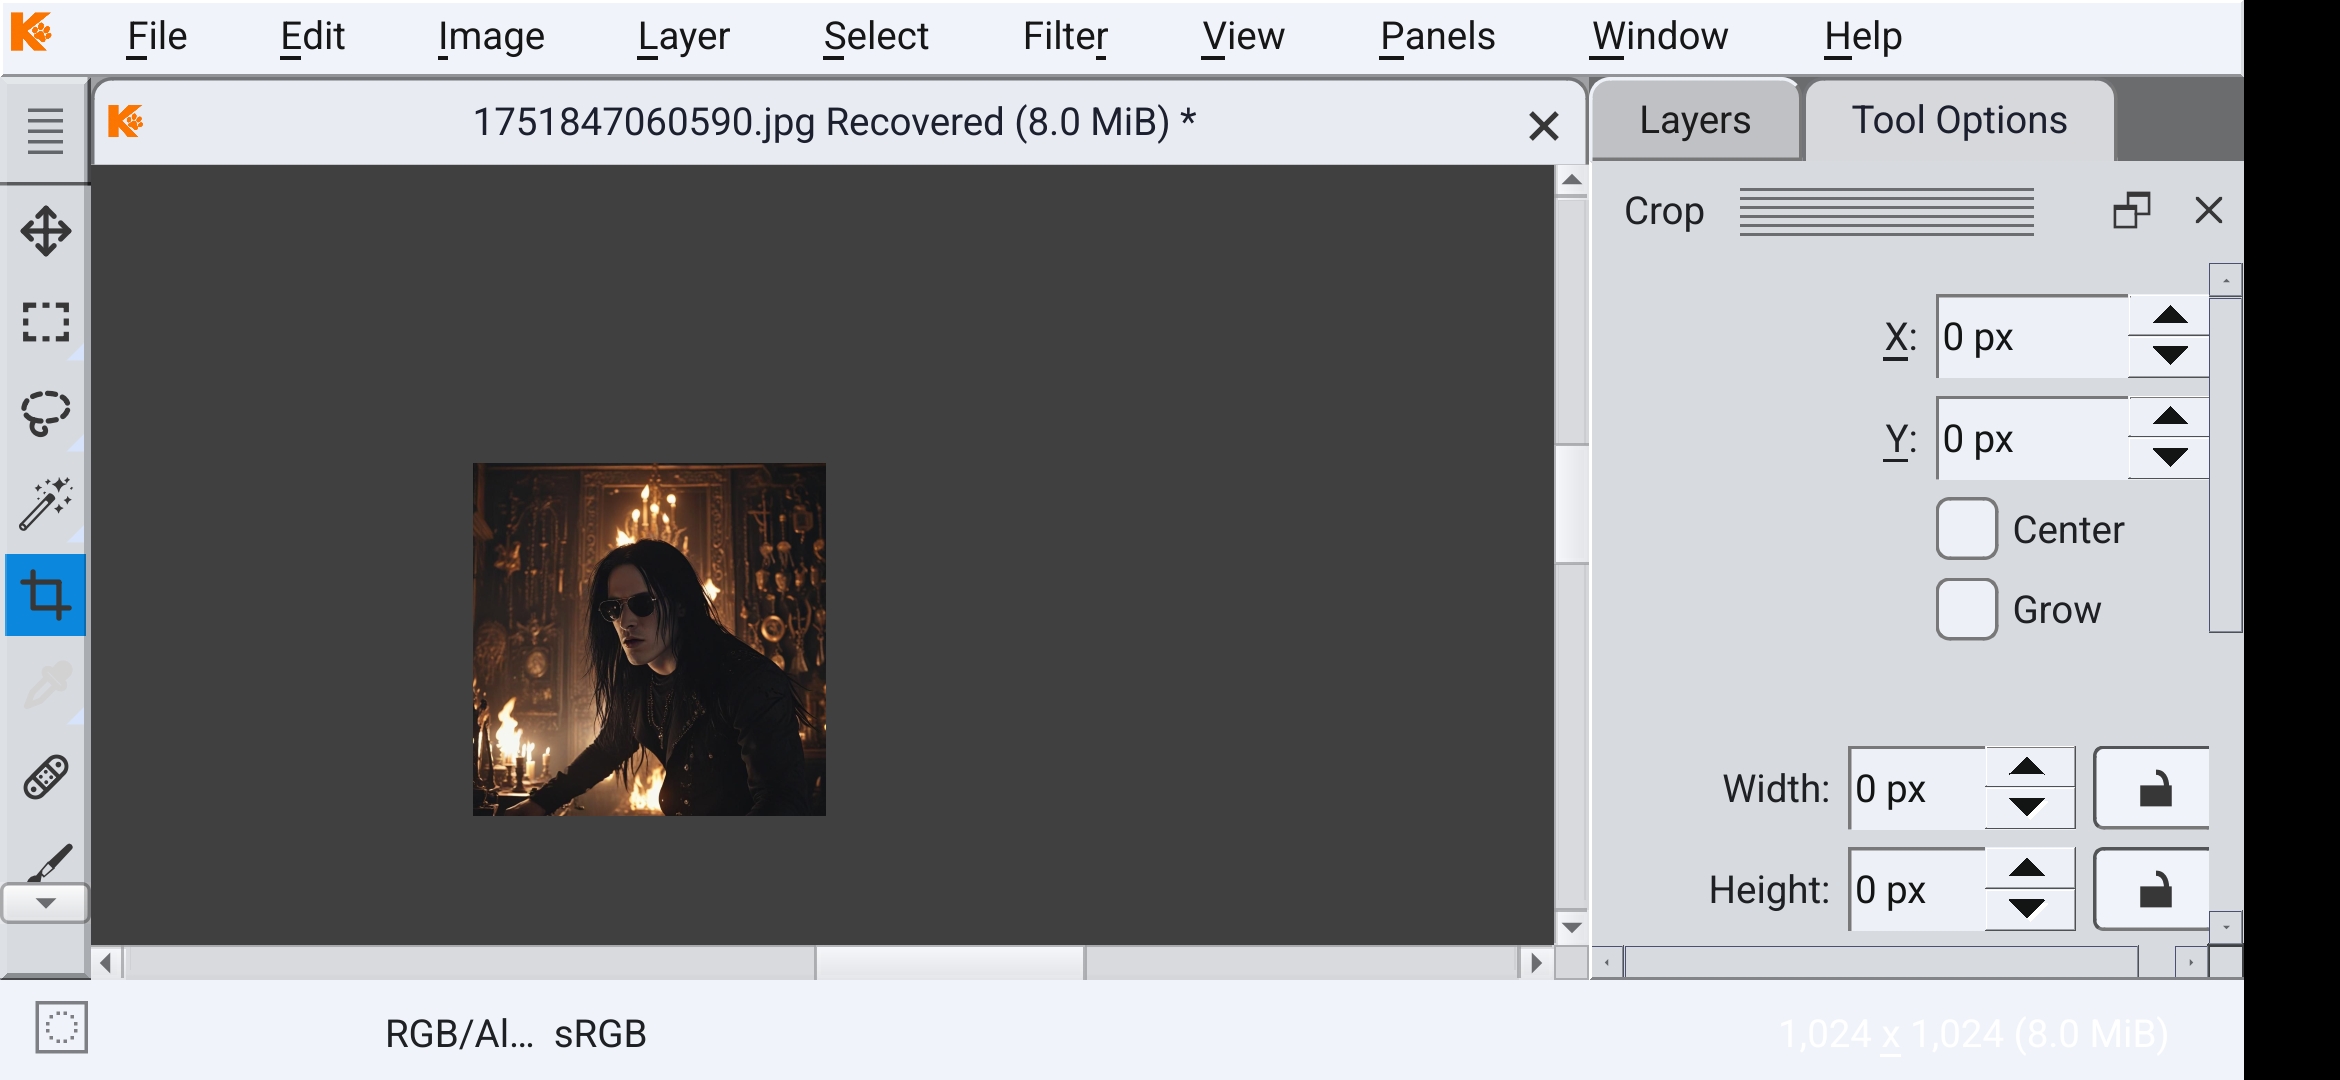 File Edit Image Layer Select Filter View Panels Window Help
1751847060590.jpg Recovered (8.0 MiB) *
Layers Tool Options
Crop
X: 0 px
Y: 0 px
Center
Grow
Width: 0 px
Height: 0 px
RGB/Al... sRGB
1,024 x 1,024 (8.0 MiB)